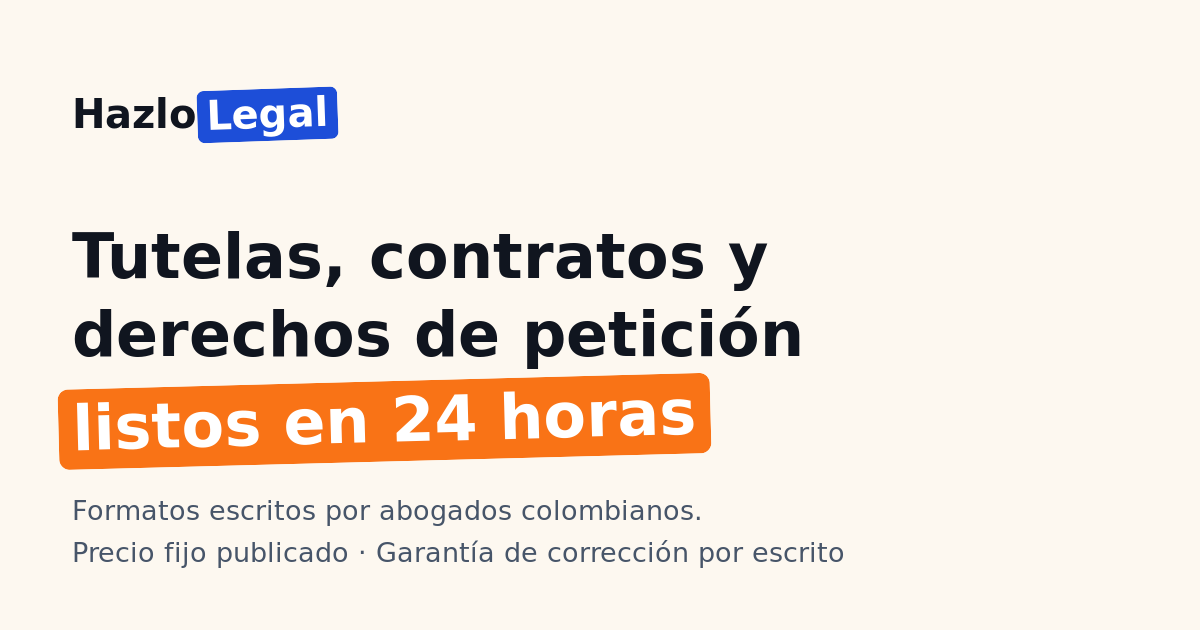 HazloLegal
Tutelas, contratos y
derechos de petición
listos en 24 horas
Formatos escritos por abogados colombianos.
Precio fijo publicado · Garantía de corrección por escrito